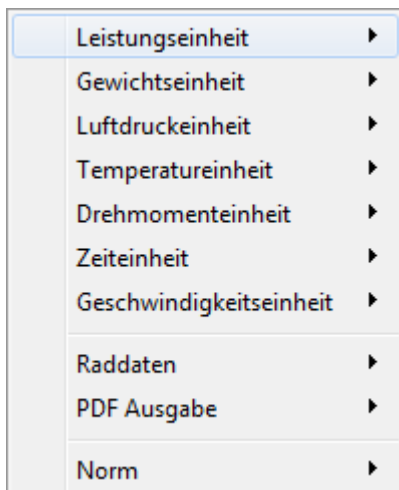 Leistungseinheit
Gewichtseinheit
Luftdruckeinheit
Temperatureinheit
Drehmomenteinheit
Zeiteinheit
Geschwindigkeitseinheit
Raddaten
PDF Ausgabe
Norm